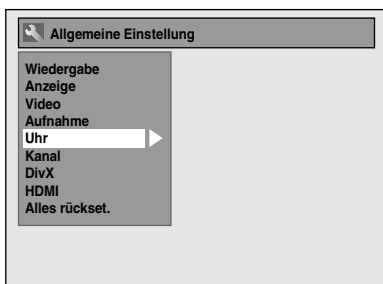 Allgemeine Einstellung
Wiedergabe
Anzeige
Video
Aufnahme
Uhr
Kanal
DivX
HDMI
Alles rückset.